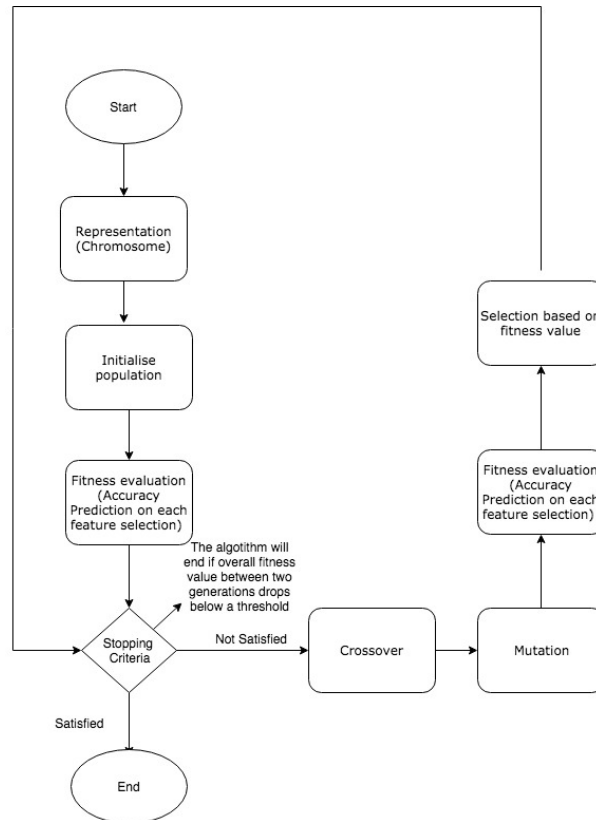 Start
Representation
(Chromosome)
Initialise
population
Fitness evaluation
(Accuracy
Prediction on each
feature selection)
The algotithm will
end if overall fitness
value between two
generations drops
below a threshold
Stopping
Criteria
Not Satisfied
Satisfied
End
Crossover
Mutation
Fitness evaluation
(Accuracy
Prediction on each
feature selection)
Selection based on
fitness value